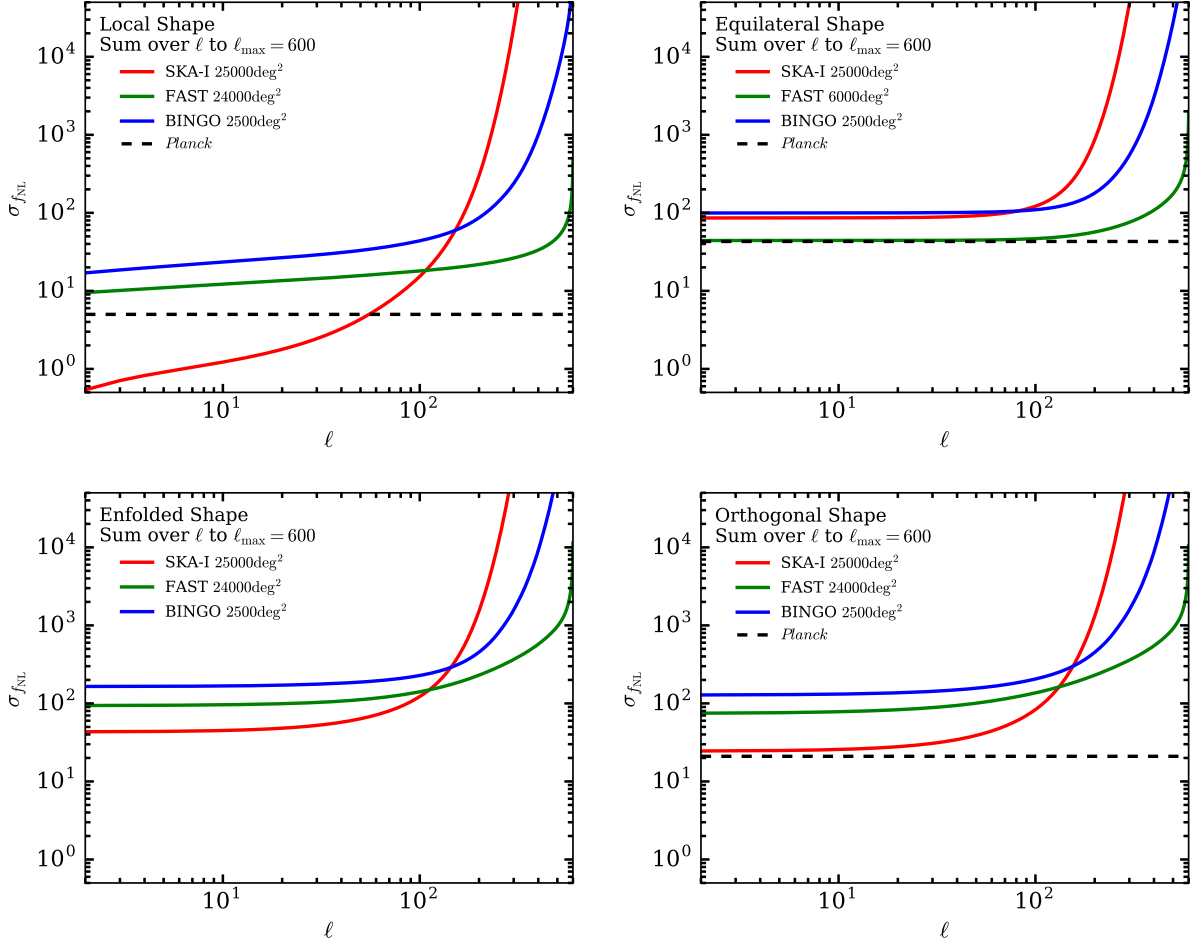 Local Shape
Sum over ℓ to ℓmax = 600
SKA-I 25000deg²
FAST 24000deg²
BINGO 2500deg²
Planck
10⁴
10³
10²
10¹
10⁰
σ_fNL
10¹ 10²
ℓ
Equilateral Shape
Sum over ℓ to ℓmax = 600
SKA-I 25000deg²
FAST 6000deg²
BINGO 2500deg²
Planck
10⁴
10³
10²
10¹
10⁰
σ_fNL
10¹ 10²
ℓ
Enfolded Shape
Sum over ℓ to ℓmax = 600
SKA-I 25000deg²
FAST 24000deg²
BINGO 2500deg²
10⁴
10³
10²
10¹
10⁰
σ_fNL
10¹ 10²
ℓ
Orthogonal Shape
Sum over ℓ to ℓmax = 600
SKA-I 25000deg²
FAST 24000deg²
BINGO 2500deg²
Planck
10⁴
10³
10²
10¹
10⁰
σ_fNL
10¹ 10²
ℓ